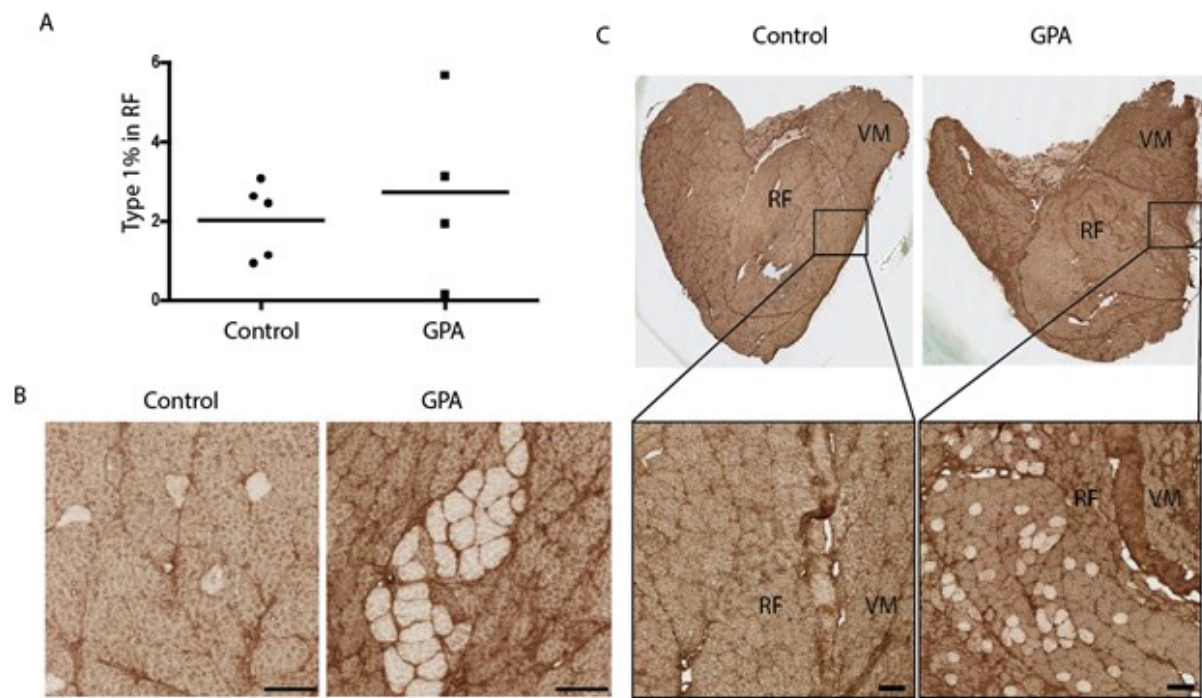 A
Type 1% in RF
6
4
2
0
Control
GPA
B
Control
GPA
C
Control
GPA
VM
RF
VM
RF
RF
VM
RF
VM